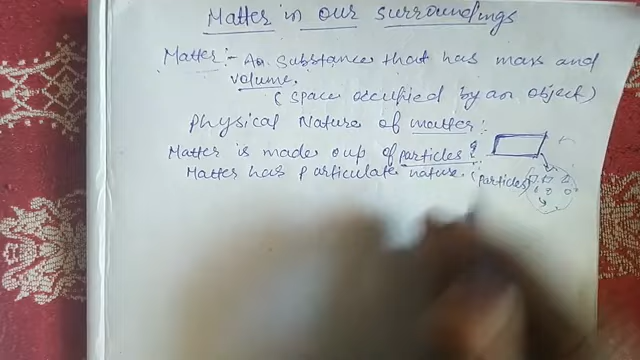 Matter in our surroundings
Matter:- An Substance that has mass and
volume.
(space occupied by an object)
Physical Nature of matter:
Matter is made oup of particles
Matter has particulate nature. (particles)